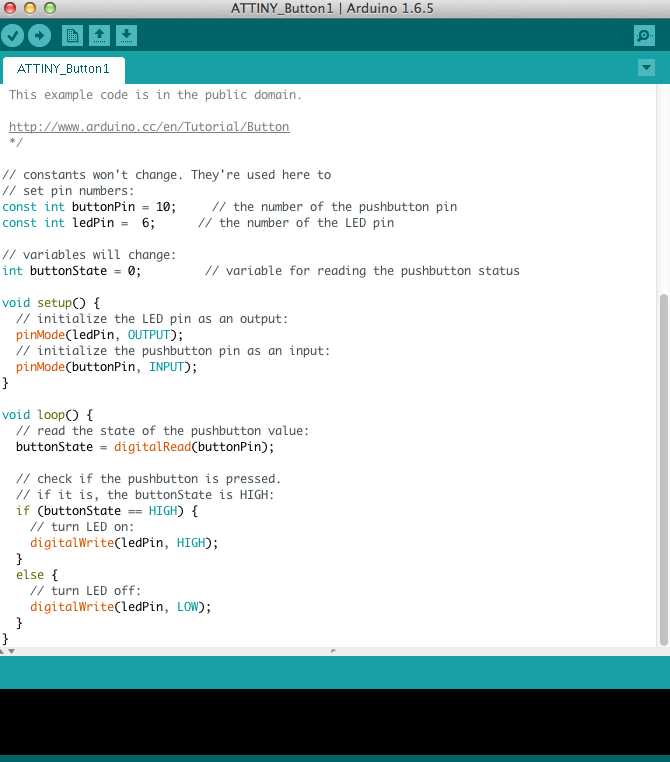 ATTINY_Button1 | Arduino 1.6.5
ATTINY_Button1
This example code is in the public domain.
http://www.arduino.cc/en/Tutorial/Button
*/
// constants won't change. They're used here to
// set pin numbers:
const int buttonPin = 10;     // the number of the pushbutton pin
const int ledPin =  6;      // the number of the LED pin
// variables will change:
int buttonState = 0;         // variable for reading the pushbutton status
void setup() {
  // initialize the LED pin as an output:
  pinMode(ledPin, OUTPUT);
  // initialize the pushbutton pin as an input:
  pinMode(buttonPin, INPUT);
}
void loop() {
  // read the state of the pushbutton value:
  buttonState = digitalRead(buttonPin);
  // check if the pushbutton is pressed.
  // if it is, the buttonState is HIGH:
  if (buttonState == HIGH) {
    // turn LED on:
    digitalWrite(ledPin, HIGH);
  }
  else {
    // turn LED off:
    digitalWrite(ledPin, LOW);
  }
}